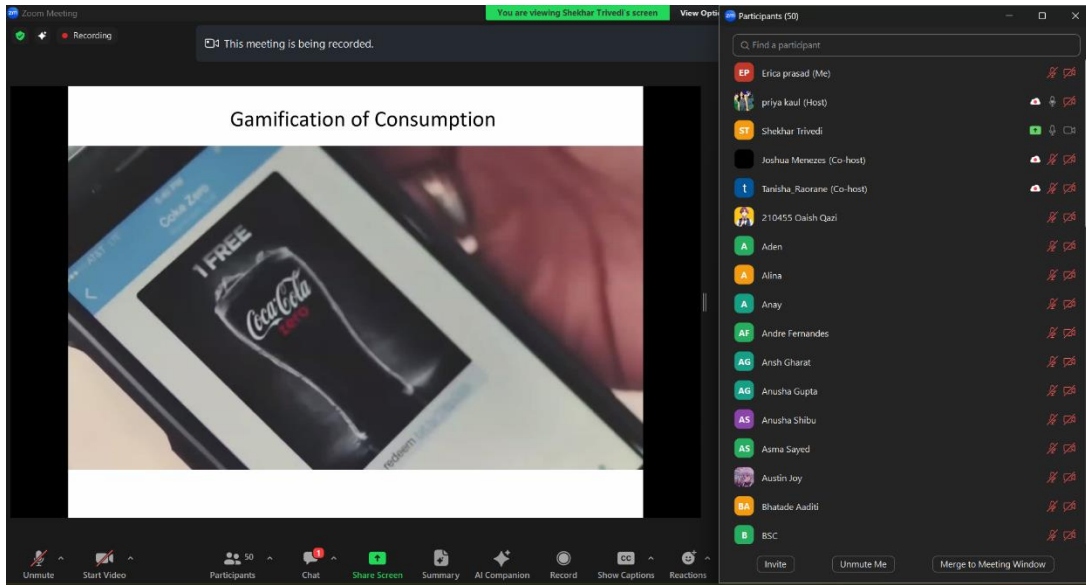 Zoom Meeting
You are viewing Shekhar Trivedi's screen
View Opti
Recording
This meeting is being recorded.
Gamification of Consumption
AT&T
5:40 PM
Coke Zero
1 FREE
Coca-Cola
zero
redeem
Unmute
Start Video
50
Participants
1
Chat
Share Screen
Summary
AI Companion
Record
CC
Show Captions
Reactions
zm Participants (50)
Find a participant
EP Erica prasad (Me)
priya kaul (Host)
ST Shekhar Trivedi
Joshua Menezes (Co-host)
t Tanisha_Raorane (Co-host)
210455 Oaish Qazi
A Aden
A Alina
A Anay
AF Andre Fernandes
AG Ansh Gharat
AG Anusha Gupta
AS Anusha Shibu
AS Asma Sayed
Austin Joy
BA Bhatade Aaditi
B BSC
Invite
Unmute Me
Merge to Meeting Window